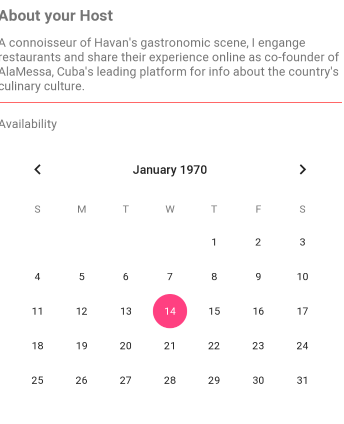 About your Host
A connoisseur of Havan's gastronomic scene, I engange
restaurants and share their experience online as co-founder of
AlaMessa, Cuba's leading platform for info about the country's
culinary culture.
Availability
January 1970
S M T W T F S
1 2 3
4 5 6 7 8 9 10
11 12 13 14 15 16 17
18 19 20 21 22 23 24
25 26 27 28 29 30 31